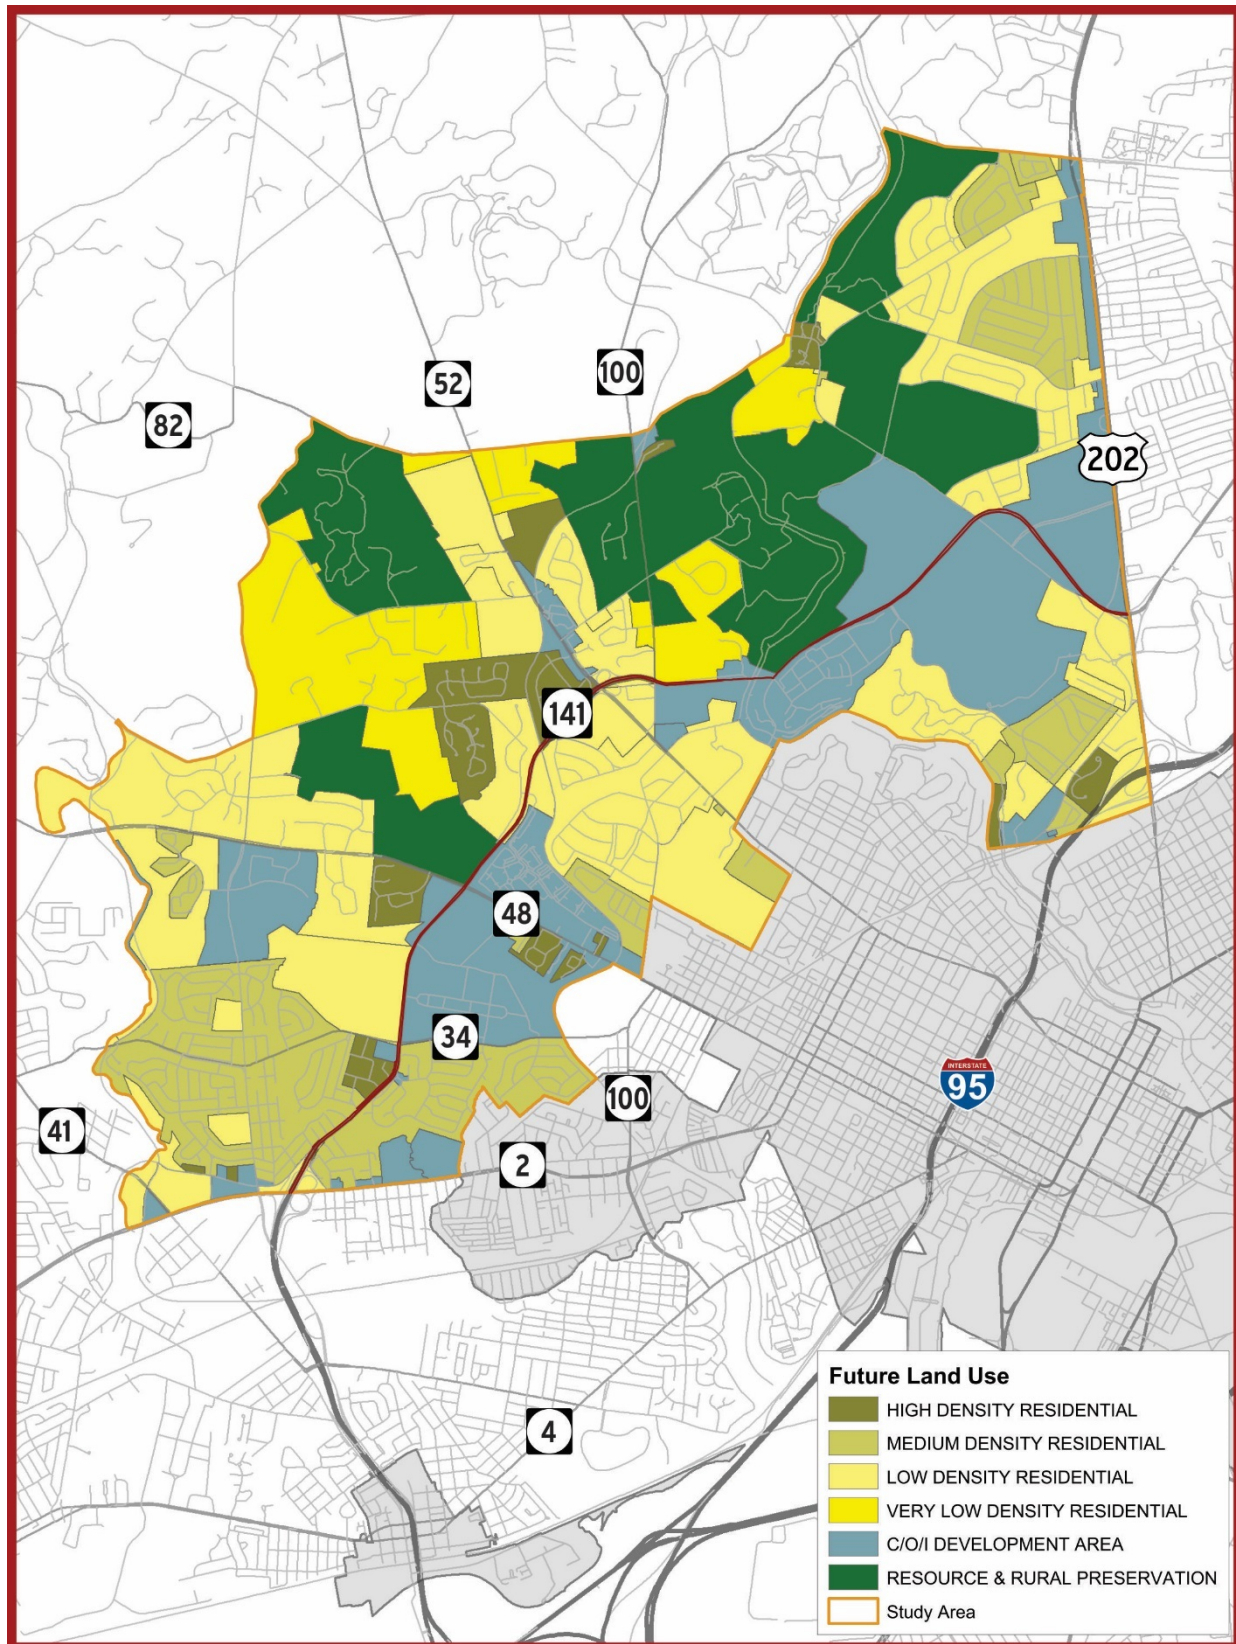 52
100
82
202
141
48
34
INTERSTATE
95
100
41
2
4
Future Land Use
HIGH DENSITY RESIDENTIAL
MEDIUM DENSITY RESIDENTIAL
LOW DENSITY RESIDENTIAL
VERY LOW DENSITY RESIDENTIAL
C/O/I DEVELOPMENT AREA
RESOURCE & RURAL PRESERVATION
Study Area